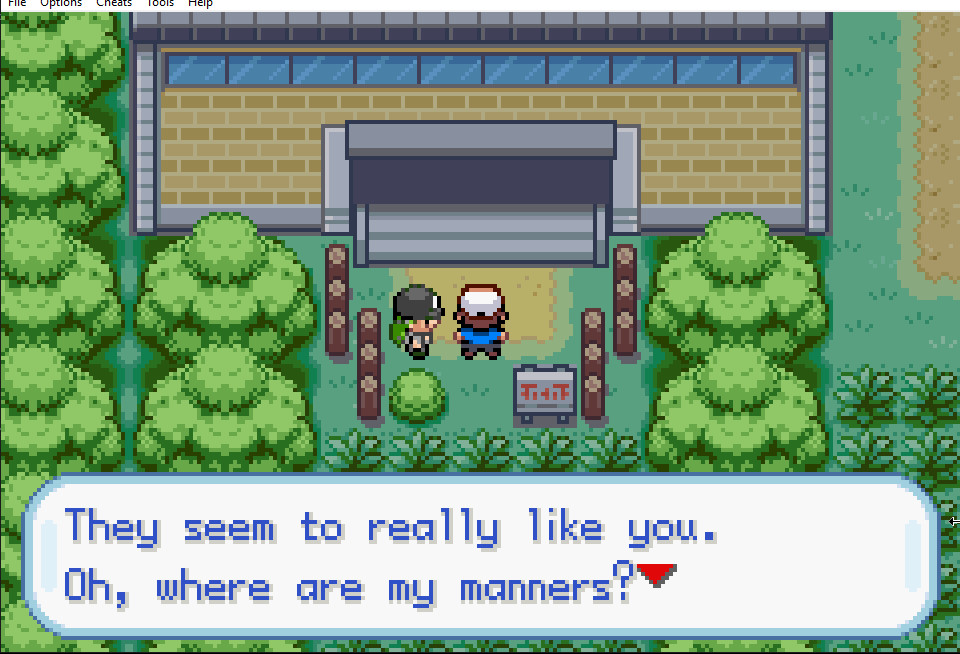 File Options Cheats Tools Help
They seem to really like you.
Oh, where are my manners?